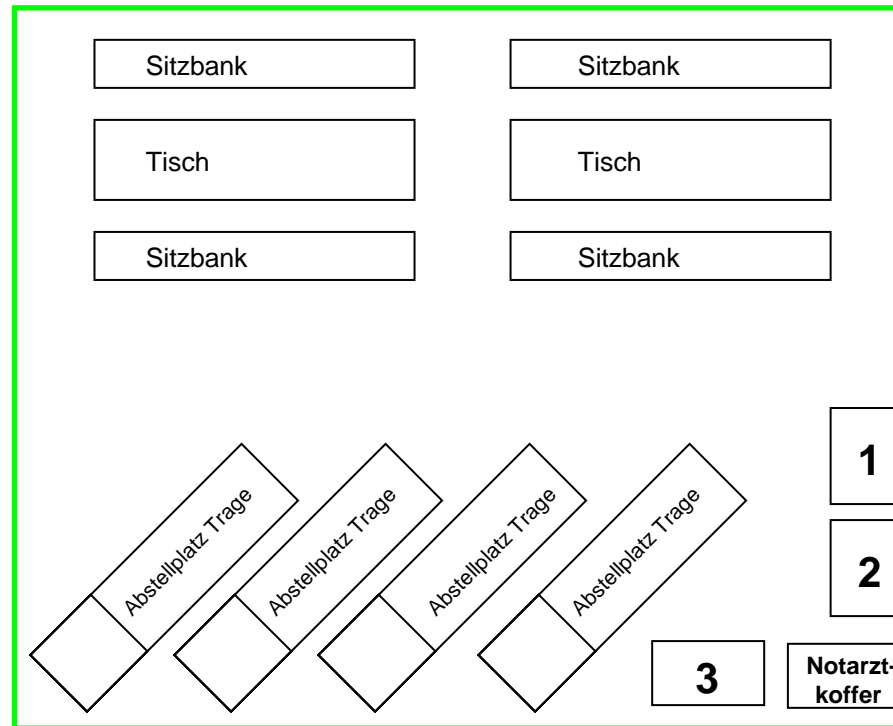 Sitzbank
Sitzbank
Tisch
Tisch
Sitzbank
Sitzbank
Abstellplatz Trage
Abstellplatz Trage
Abstellplatz Trage
Abstellplatz Trage
1
2
3
Notarzt-
koffer